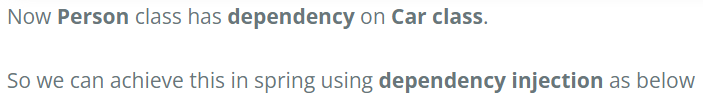 Now Person class has dependency on Car class.
So we can achieve this in spring using dependency injection as below